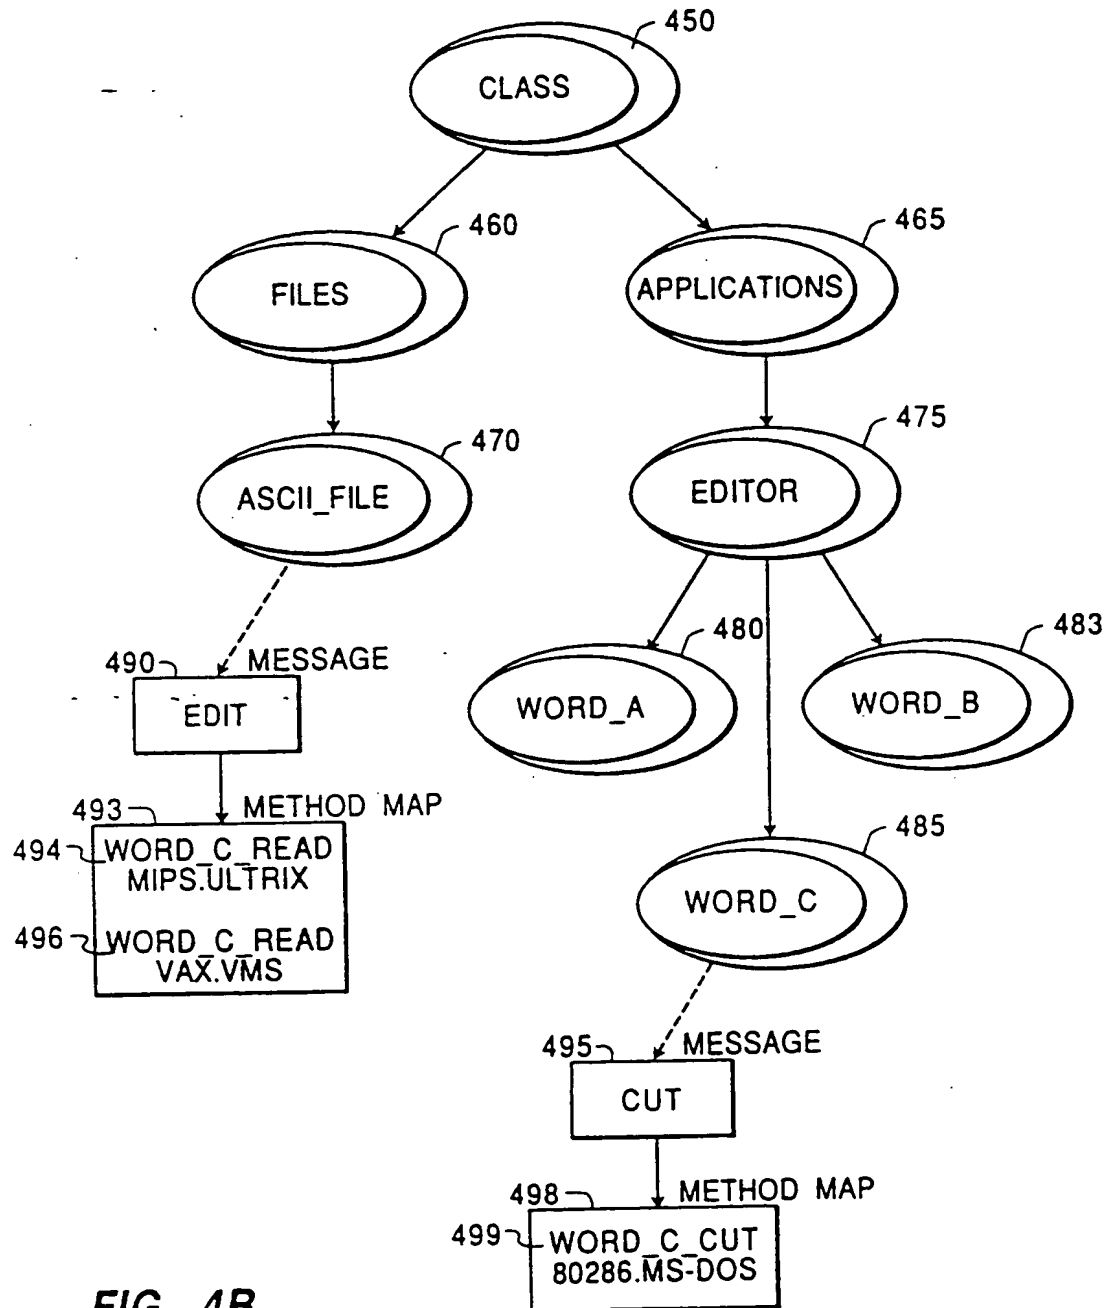 450
CLASS
460
465
FILES
APPLICATIONS
470
475
ASCII_FILE
EDITOR
480
483
490
MESSAGE
EDIT
WORD_A
WORD_B
493
METHOD MAP
494
WORD_C_READ
MIPS.ULTRIX
496
WORD_C_READ
VAX.VMS
485
WORD_C
495
MESSAGE
CUT
498
METHOD MAP
499
WORD_C_CUT
80286.MS-DOS
FIG. 4B